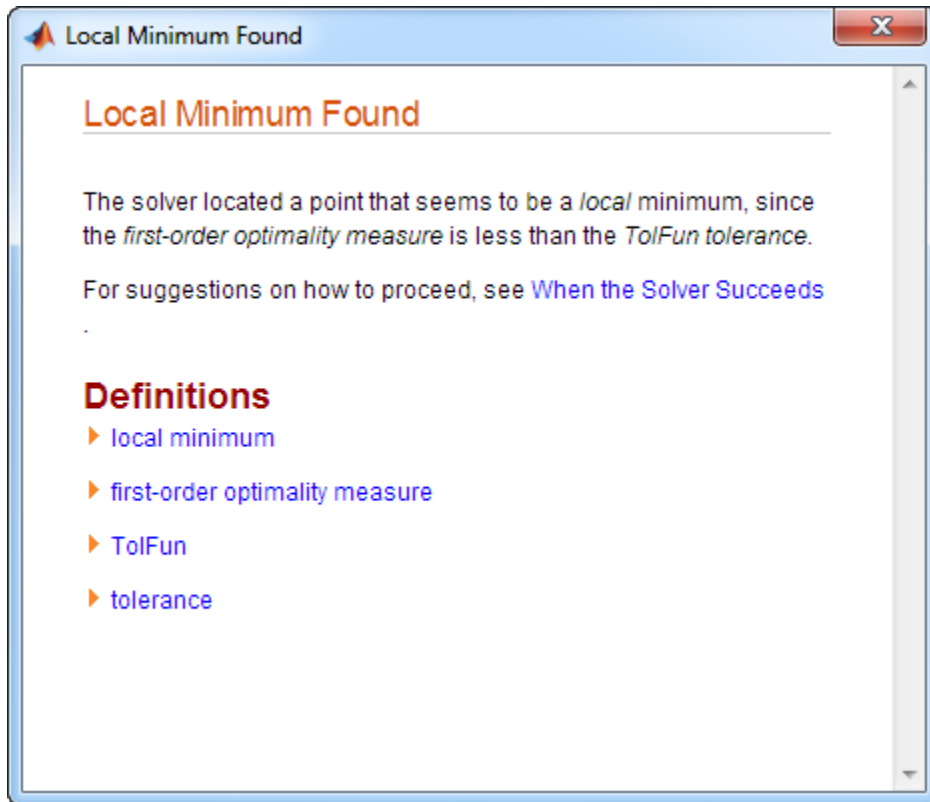 Local Minimum Found
Local Minimum Found
The solver located a point that seems to be a local minimum, since
the first-order optimality measure is less than the TolFun tolerance.
For suggestions on how to proceed, see When the Solver Succeeds
.
Definitions
local minimum
first-order optimality measure
TolFun
tolerance